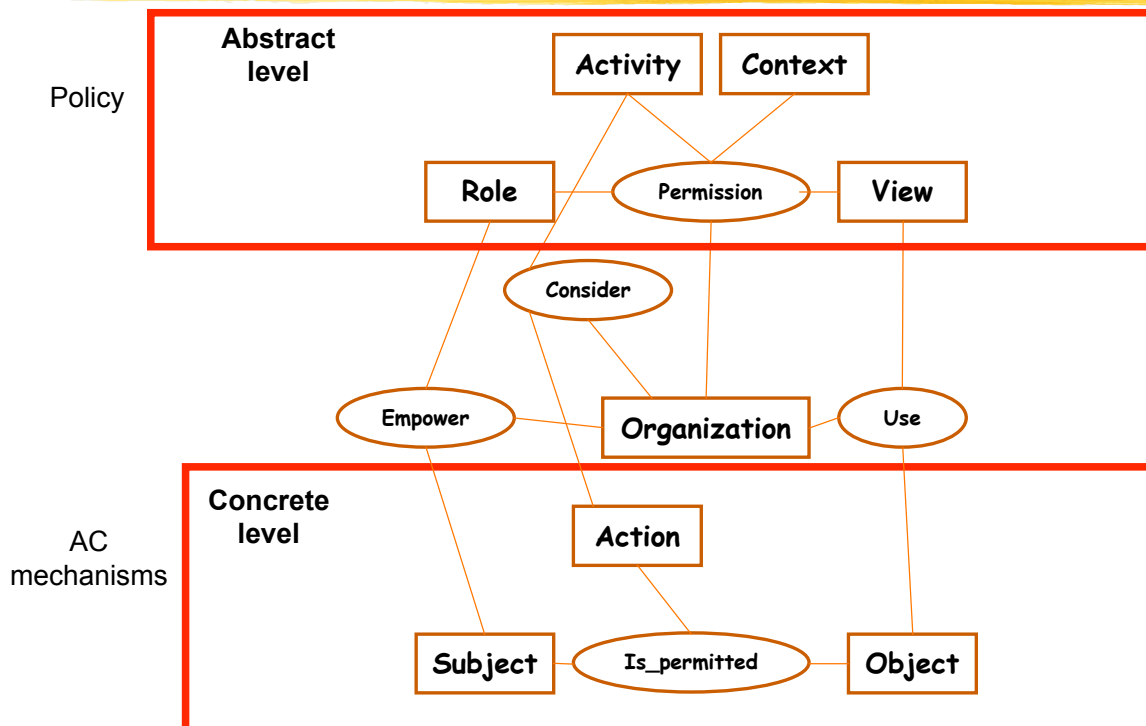 Abstract
level
Activity
Context
Policy
Role
Permission
View
Consider
Empower
Organization
Use
Concrete
level
AC
mechanisms
Action
Subject
Is_permitted
Object